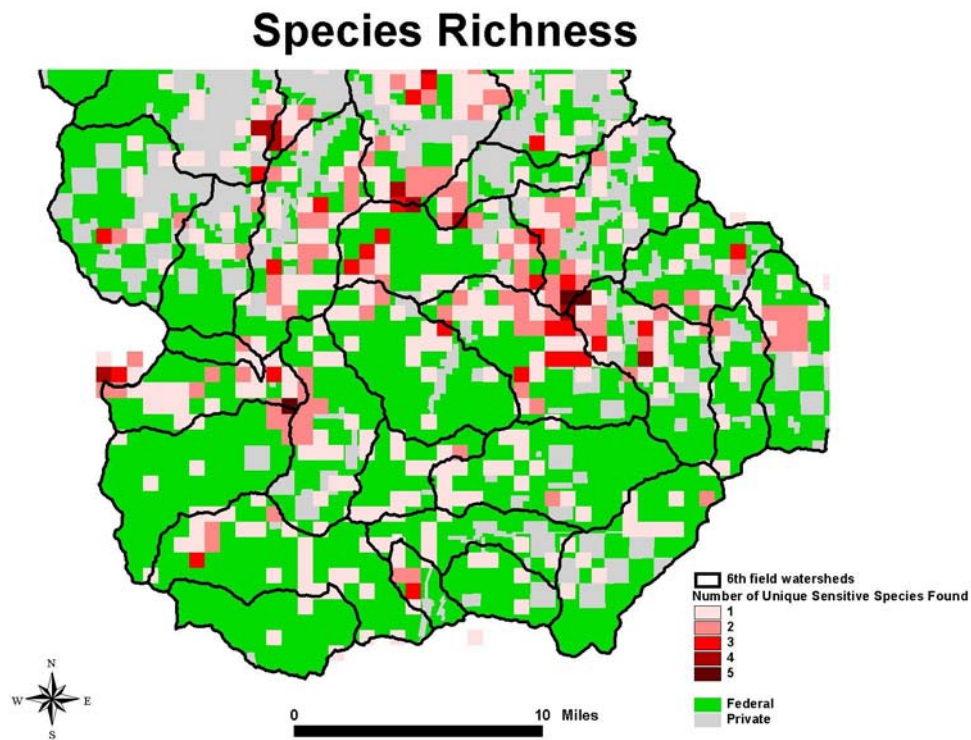 Species Richness
6th field watersheds
Number of Unique Sensitive Species Found
1
2
3
4
5
Federal
Private
N
W E
S
0 10 Miles